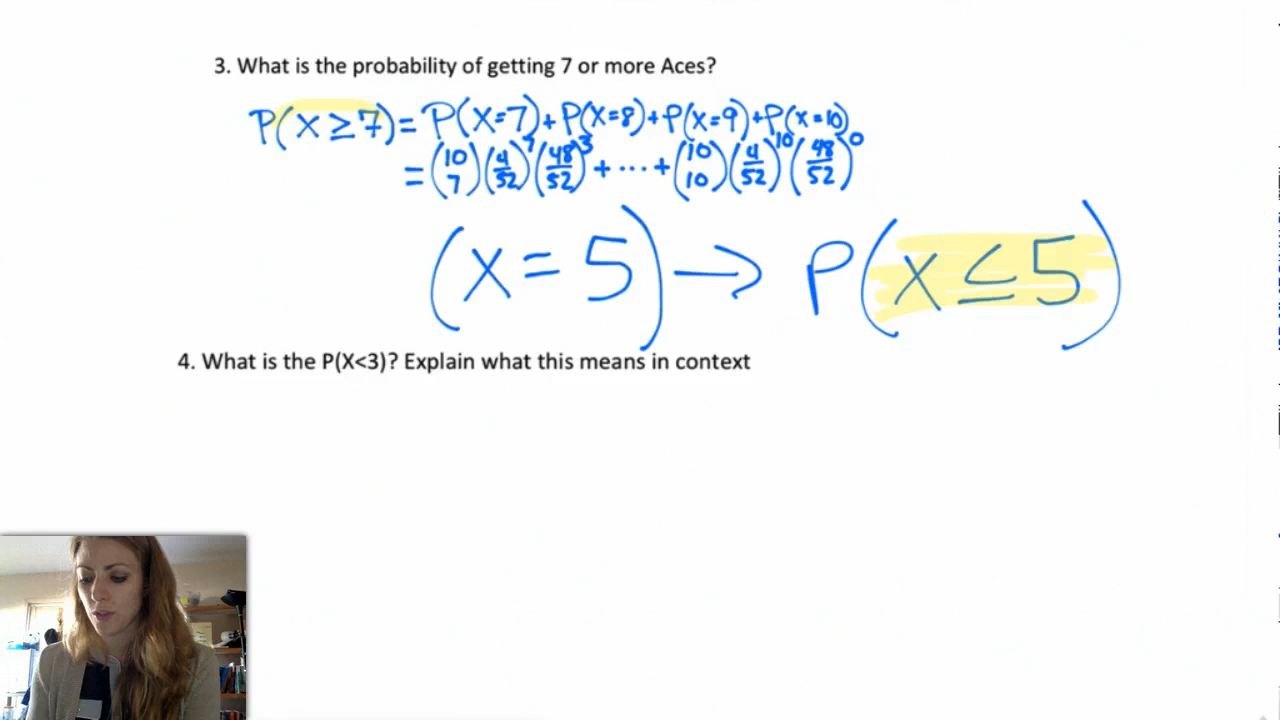 3. What is the probability of getting 7 or more Aces?
P(X≥7) = P(X=7) + P(X=8) + P(X=9) + P(X=10)
= (10 7)(4/52)^7(48/52)^3 + ··· + (10 10)(4/52)^10(48/52)^0
(X = 5) → P(X ≤ 5)
4. What is the P(X<3)? Explain what this means in context